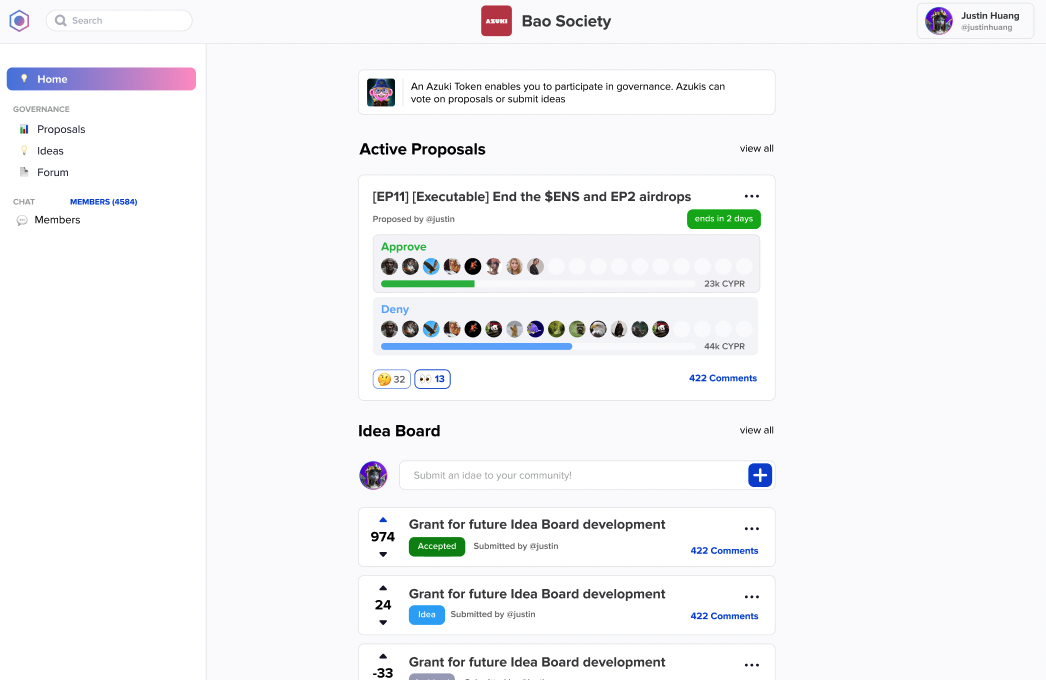 Search
AZUKI
Bao Society
Justin Huang
@justinhuang
Home
GOVERNANCE
Proposals
Ideas
Forum
CHAT
MEMBERS (4584)
Members
An Azuki Token enables you to participate in governance. Azukis can
vote on proposals or submit ideas
Active Proposals
view all
[EP11] [Executable] End the $ENS and EP2 airdrops
Proposed by @justin
ends in 2 days
Approve
23k CYPR
Deny
44k CYPR
32
13
422 Comments
Idea Board
view all
Submit an idae to your community!
974
Grant for future Idea Board development
Accepted
Submitted by @justin
422 Comments
24
Grant for future Idea Board development
Idea
Submitted by @justin
422 Comments
-33
Grant for future Idea Board development